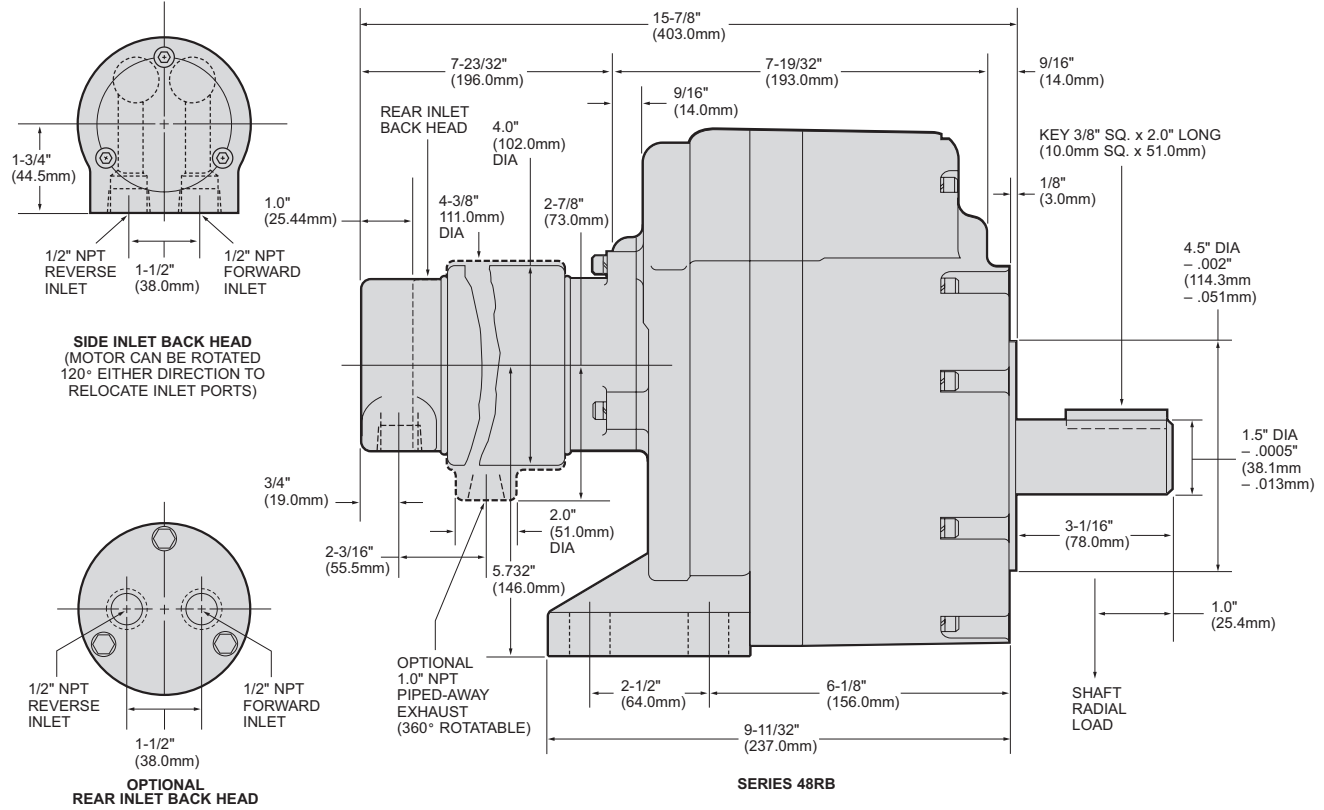 15-7/8"
(403.0mm)
7-23/32"
(196.0mm)
7-19/32"
(193.0mm)
9/16"
(14.0mm)
9/16"
(14.0mm)
REAR INLET
BACK HEAD
4.0"
(102.0mm)
DIA
KEY 3/8" SQ. x 2.0" LONG
(10.0mm SQ. x 51.0mm)
1-3/4"
(44.5mm)
1/8"
(3.0mm)
1.0"
(25.44mm)
4-3/8"
111.0mm)
DIA
2-7/8"
(73.0mm)
1/2" NPT
REVERSE
INLET
1-1/2"
(38.0mm)
1/2" NPT
FORWARD
INLET
4.5" DIA
– .002"
(114.3mm
– .051mm)
SIDE INLET BACK HEAD
(MOTOR CAN BE ROTATED
120° EITHER DIRECTION TO
RELOCATE INLET PORTS)
1.5" DIA
– .0005"
(38.1mm
– .013mm)
3/4"
(19.0mm)
2.0"
(51.0mm)
DIA
3-1/16"
(78.0mm)
2-3/16"
(55.5mm)
5.732"
(146.0mm)
1.0"
(25.4mm)
OPTIONAL
1.0" NPT
PIPED-AWAY
EXHAUST
(360° ROTATABLE)
2-1/2"
(64.0mm)
6-1/8"
(156.0mm)
SHAFT
RADIAL
LOAD
1/2" NPT
REVERSE
INLET
1/2" NPT
FORWARD
INLET
1-1/2"
(38.0mm)
9-11/32"
(237.0mm)
OPTIONAL
REAR INLET BACK HEAD
SERIES 48RB